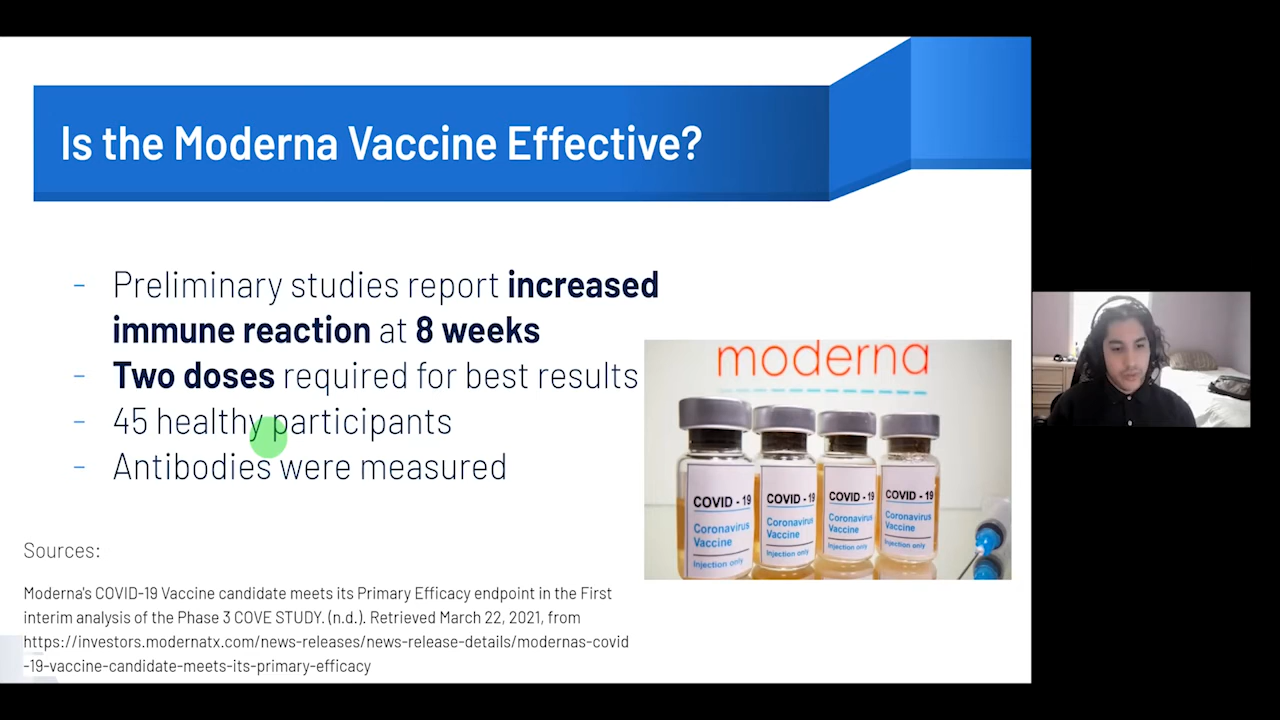 Is the Moderna Vaccine Effective?
- Preliminary studies report increased
immune reaction at 8 weeks
- Two doses required for best results
- 45 healthy participants
- Antibodies were measured
moderna
COVID - 19
Coronavirus
Vaccine
Injection only
COVID - 19
Coronavirus
Vaccine
Injection only
COVID - 19
Coronavirus
Vaccine
Injection only
COVID - 19
Coronavirus
Vaccine
Injection only
Sources:
Moderna's COVID-19 Vaccine candidate meets its Primary Efficacy endpoint in the First
interim analysis of the Phase 3 COVE STUDY. (n.d.). Retrieved March 22, 2021, from
https://investors.modernatx.com/news-releases/news-release-details/modernas-covid
-19-vaccine-candidate-meets-its-primary-efficacy